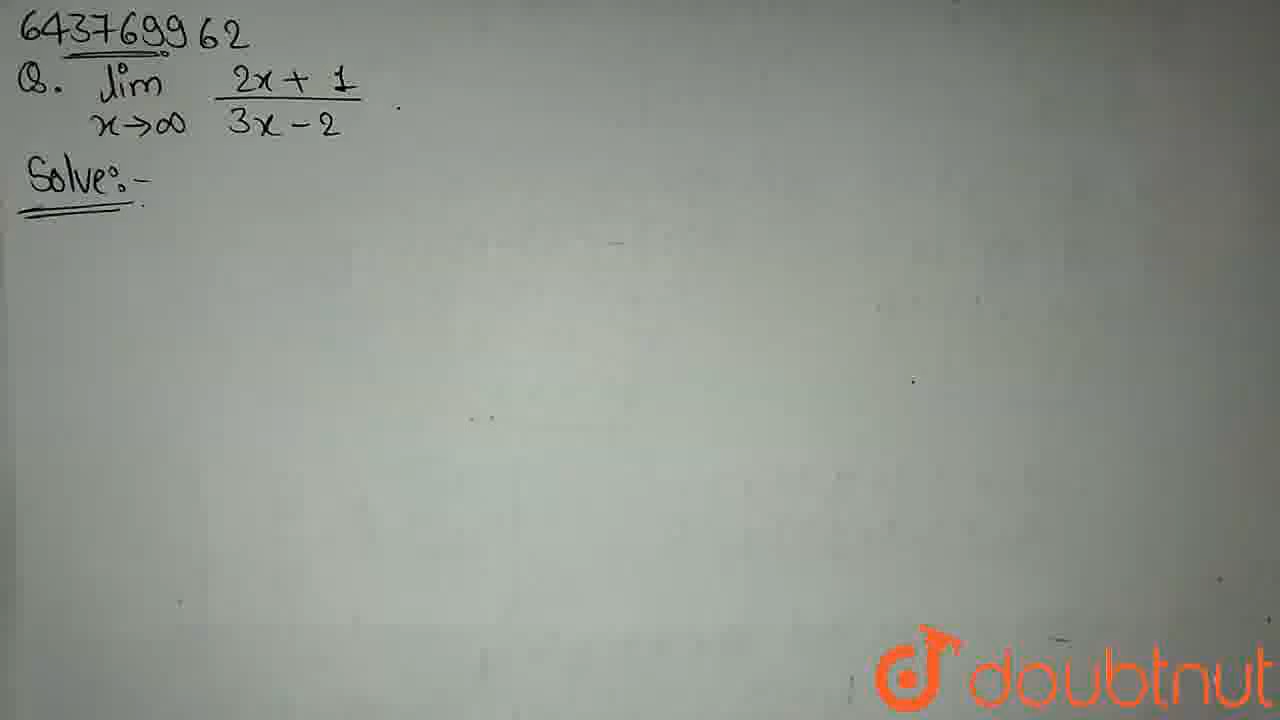 643769962
Q. lim 2x + 1
x→∞ 3x - 2
Solve:-
doubtnut